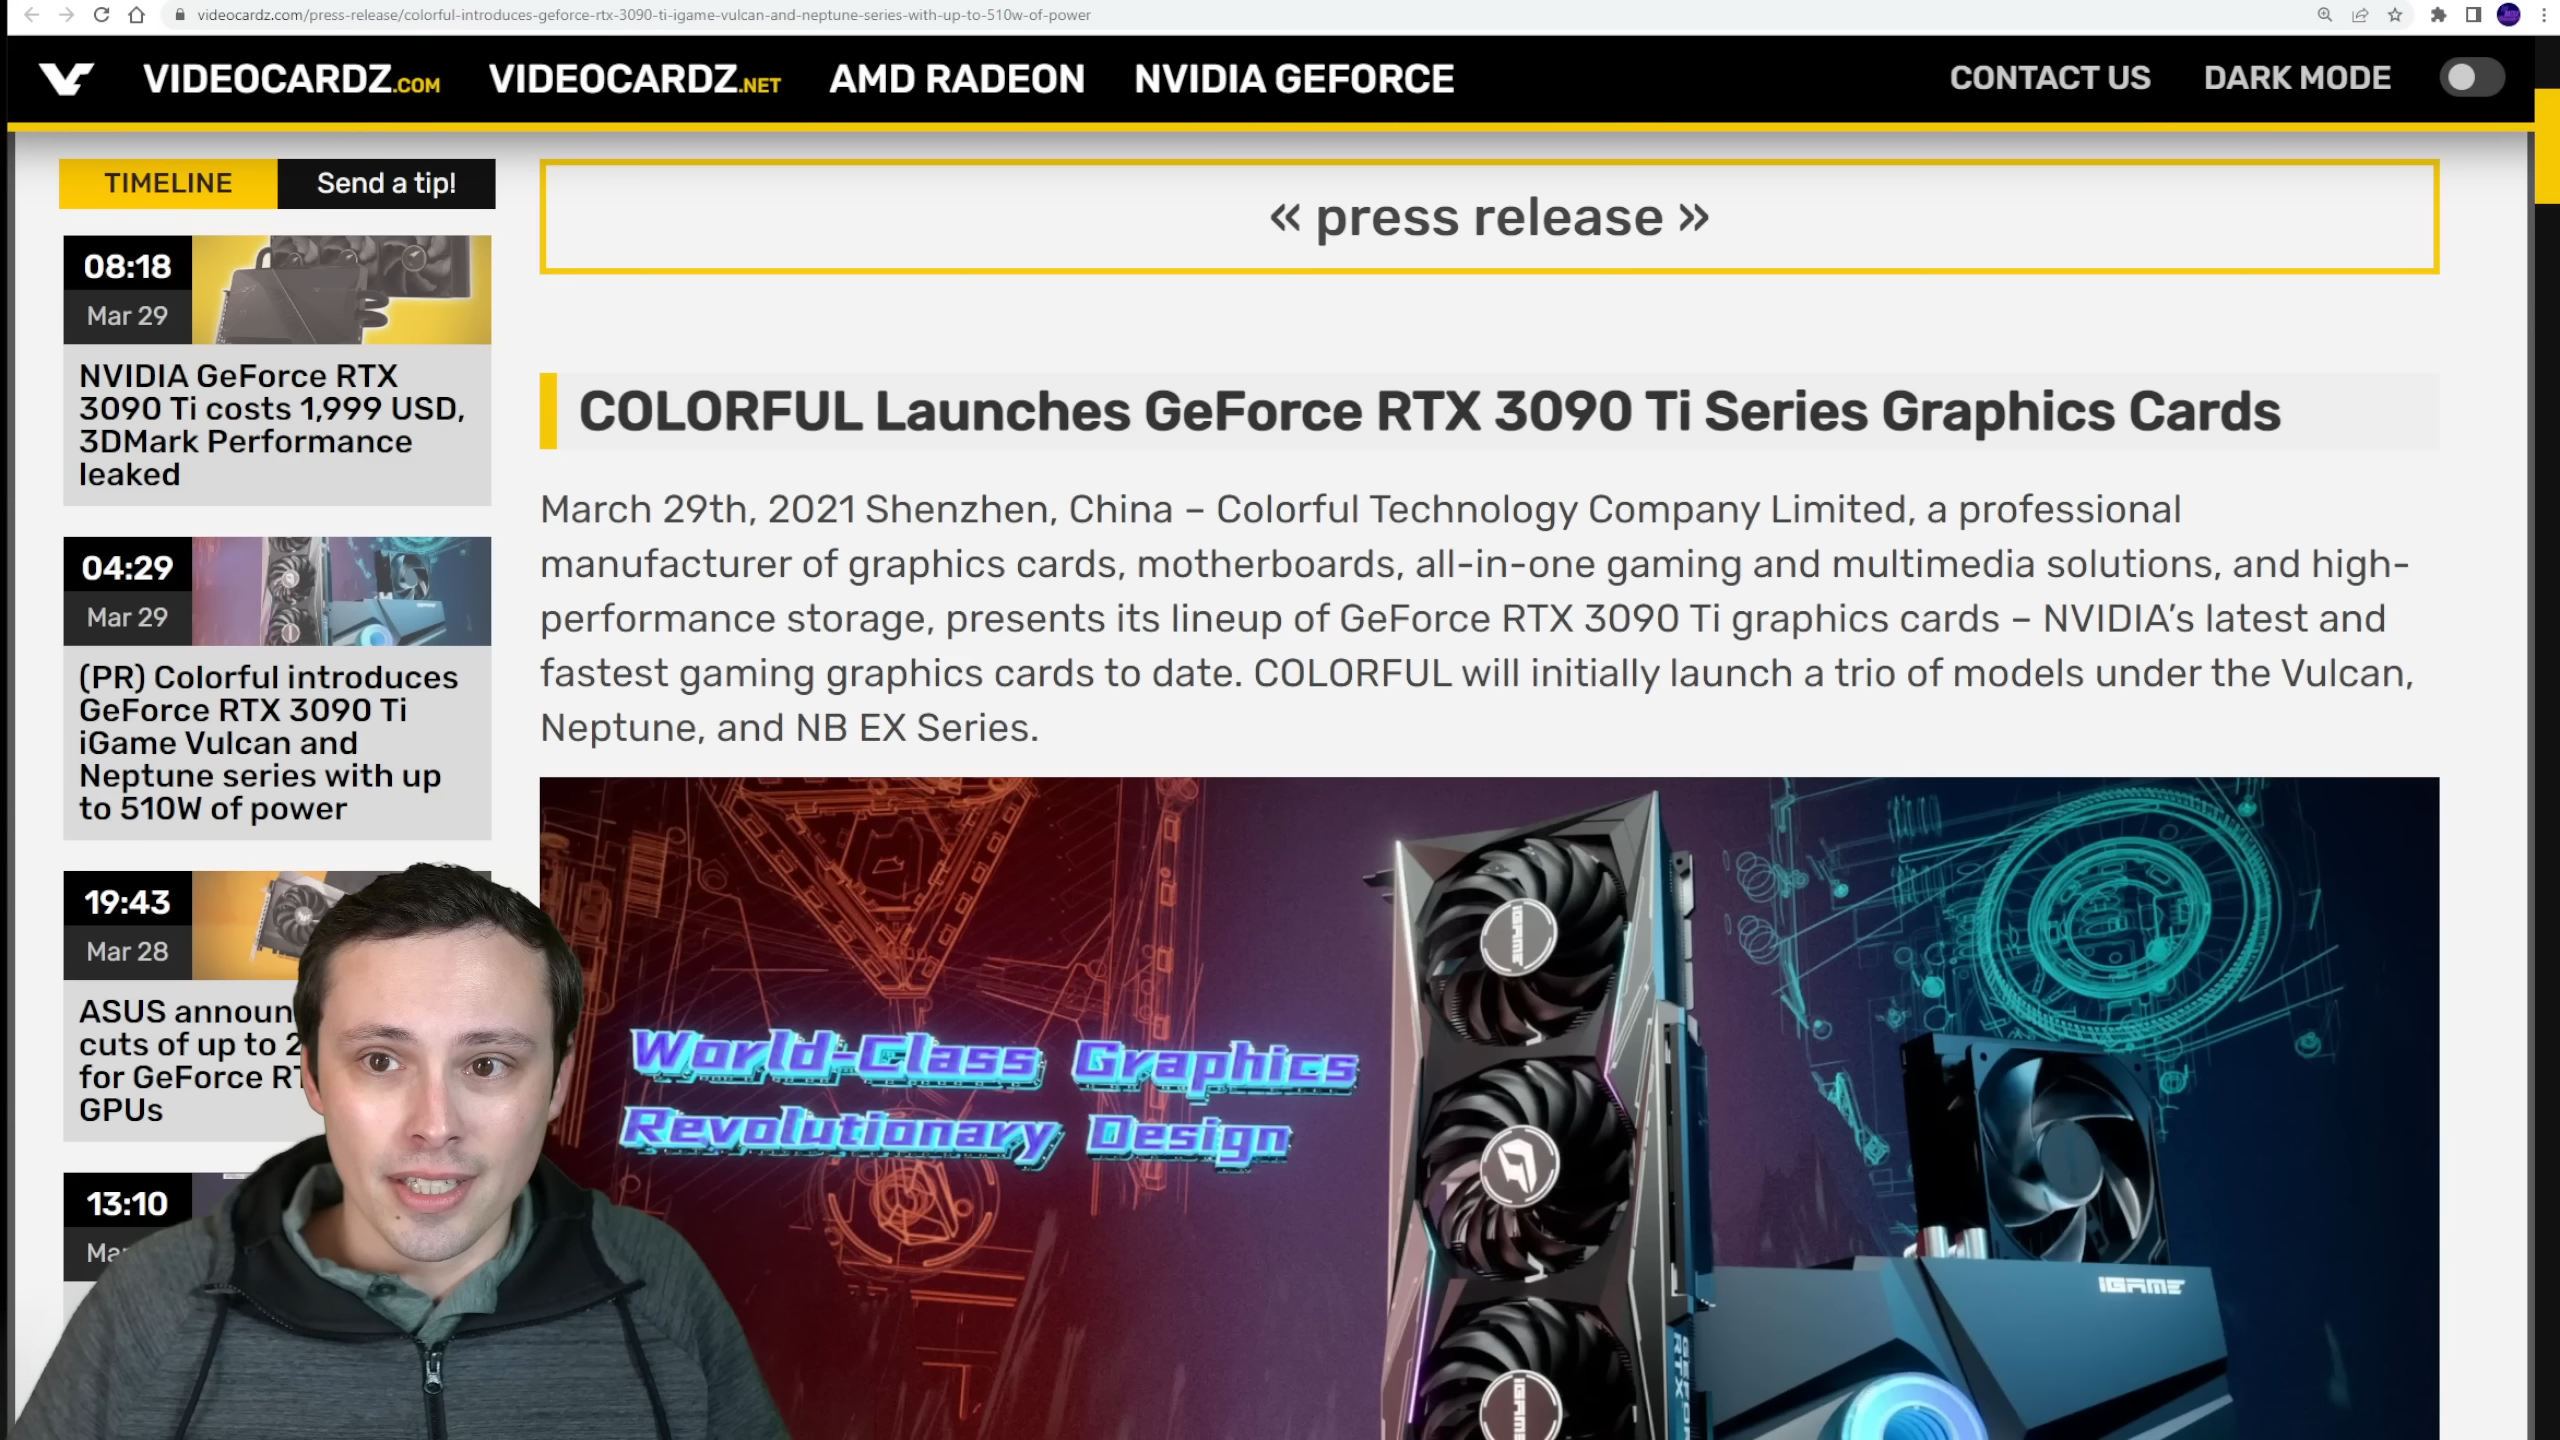 videocardz.com/press-release/colorful-introduces-geforce-rtx-3090-ti-igame-vulcan-and-neptune-series-with-up-to-510w-of-power
VIDEOCARDZ.COM VIDEOCARDZ.NET AMD RADEON NVIDIA GEFORCE CONTACT US DARK MODE
TIMELINE Send a tip!
08:18
Mar 29
NVIDIA GeForce RTX
3090 Ti costs 1,999 USD,
3DMark Performance
leaked
04:29
Mar 29
(PR) Colorful introduces
GeForce RTX 3090 Ti
iGame Vulcan and
Neptune series with up
to 510W of power
19:43
Mar 28
ASUS announ
cuts of up to 2
for GeForce RT
GPUs
13:10
Mar
« press release »
COLORFUL Launches GeForce RTX 3090 Ti Series Graphics Cards
March 29th, 2021 Shenzhen, China – Colorful Technology Company Limited, a professional
manufacturer of graphics cards, motherboards, all-in-one gaming and multimedia solutions, and high-
performance storage, presents its lineup of GeForce RTX 3090 Ti graphics cards – NVIDIA’s latest and
fastest gaming graphics cards to date. COLORFUL will initially launch a trio of models under the Vulcan,
Neptune, and NB EX Series.
World-Class Graphics
Revolutionary Design
IGAME
IGAME
IGAME
GEFORCE
RTX